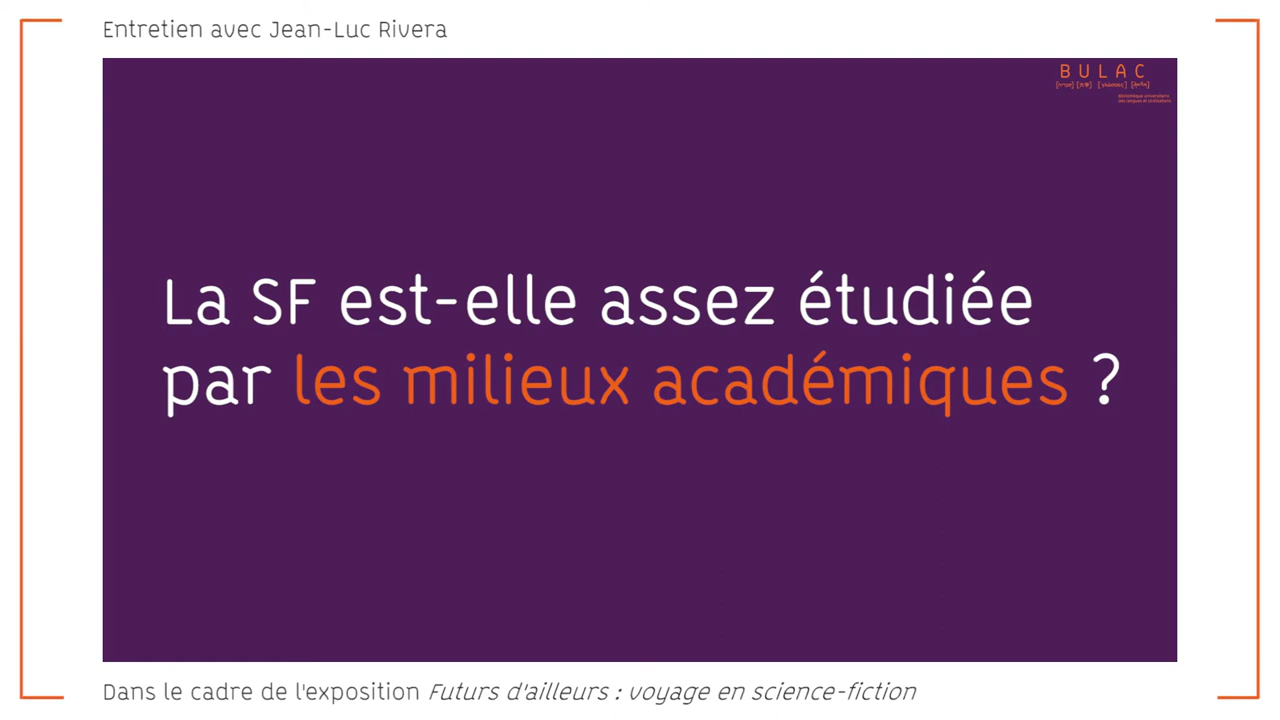 Entretien avec Jean-Luc Rivera
BULAC
La SF est-elle assez étudiée
par les milieux académiques ?
Dans le cadre de l'exposition Futurs d'ailleurs : voyage en science-fiction